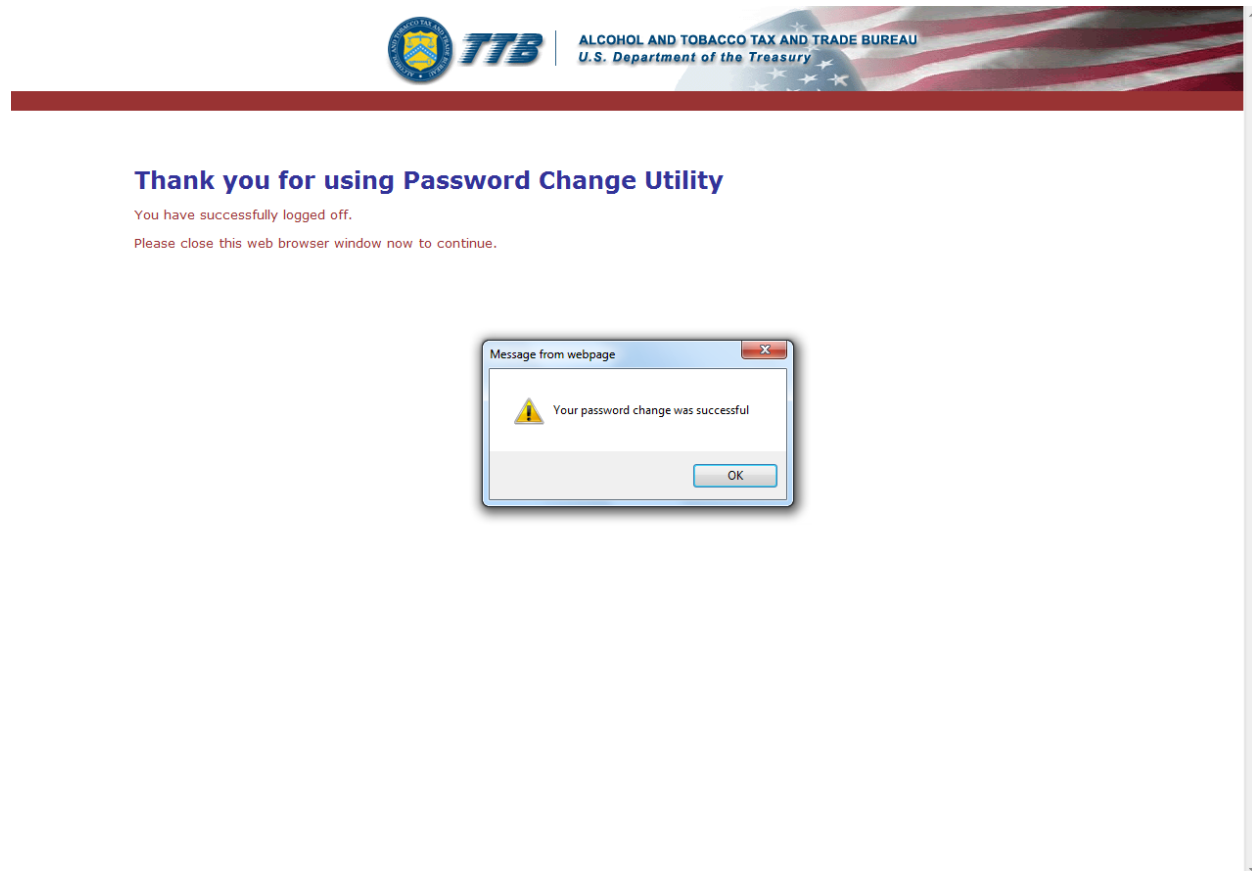 TTB
ALCOHOL AND TOBACCO TAX AND TRADE BUREAU
U.S. Department of the Treasury
Thank you for using Password Change Utility
You have successfully logged off.
Please close this web browser window now to continue.
Message from webpage
Your password change was successful
OK